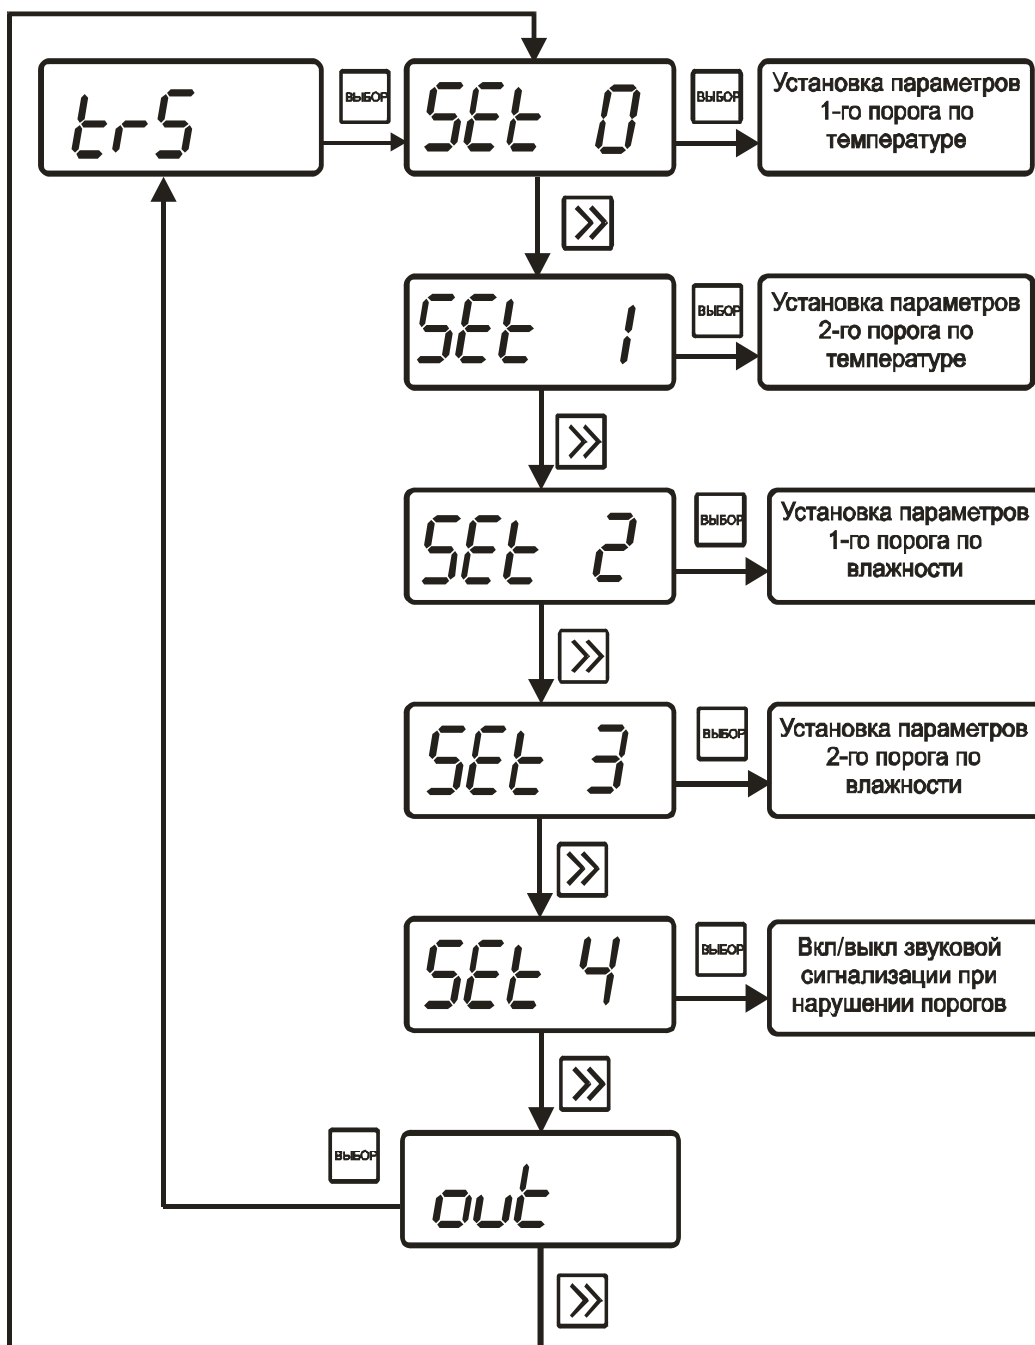 trS
ВЫБОР
SEt 0
ВЫБОР
Установка параметров
1-го порога по
температуре
SEt 1
ВЫБОР
Установка параметров
2-го порога по
температуре
SEt 2
ВЫБОР
Установка параметров
1-го порога по
влажности
SEt 3
ВЫБОР
Установка параметров
2-го порога по
влажности
SEt 4
ВЫБОР
Вкл/выкл звуковой
сигнализации при
нарушении порогов
ВЫБОР
out